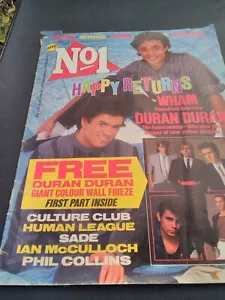 No1
HAPPY RETURNS
WHAM
DURAN DURAN
FREE
DURAN DURAN
GIANT COLOUR WALL FRIEZE
FIRST PART INSIDE
CULTURE CLUB
HUMAN LEAGUE
SADE
IAN McCULLOCH
PHIL COLLINS